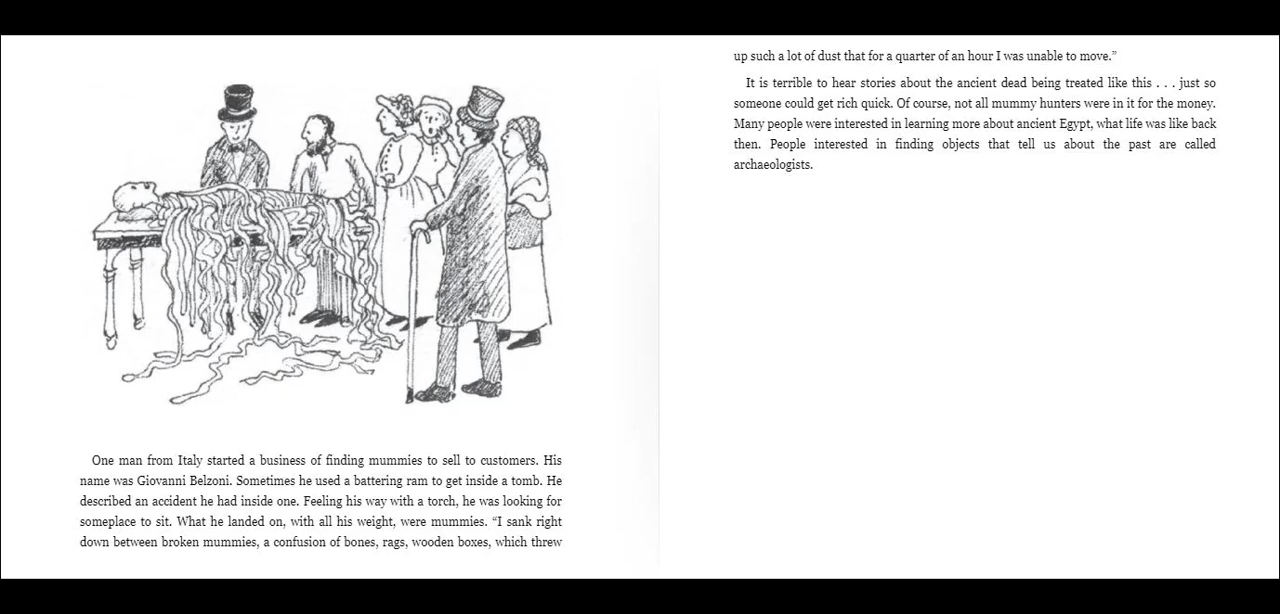 One man from Italy started a business of finding mummies to sell to customers. His
name was Giovanni Belzoni. Sometimes he used a battering ram to get inside a tomb. He
described an accident he had inside one. Feeling his way with a torch, he was looking for
someplace to sit. What he landed on, with all his weight, were mummies. “I sank right
down between broken mummies, a confusion of bones, rags, wooden boxes, which threw
up such a lot of dust that for a quarter of an hour I was unable to move.”
It is terrible to hear stories about the ancient dead being treated like this . . . just so
someone could get rich quick. Of course, not all mummy hunters were in it for the money.
Many people were interested in learning more about ancient Egypt, what life was like back
then. People interested in finding objects that tell us about the past are called
archaeologists.